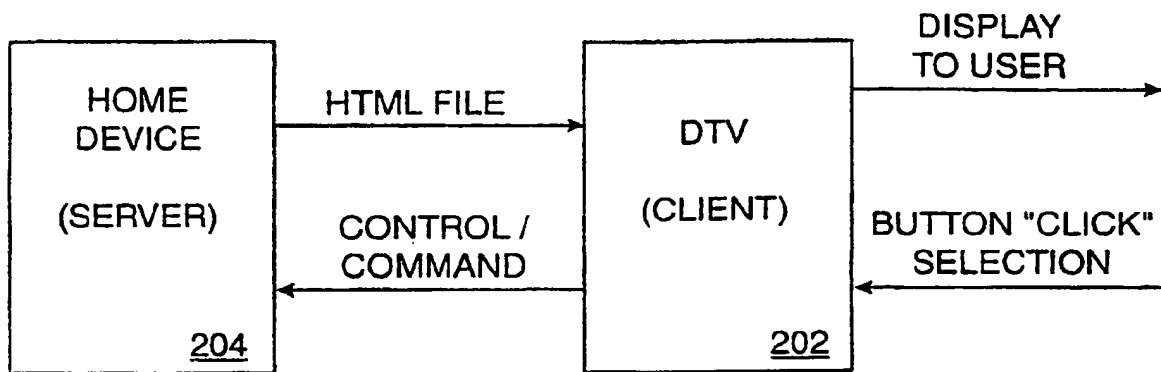 HOME
DEVICE
(SERVER)
204
HTML FILE
CONTROL /
COMMAND
DTV
(CLIENT)
202
DISPLAY
TO USER
BUTTON "CLICK"
SELECTION